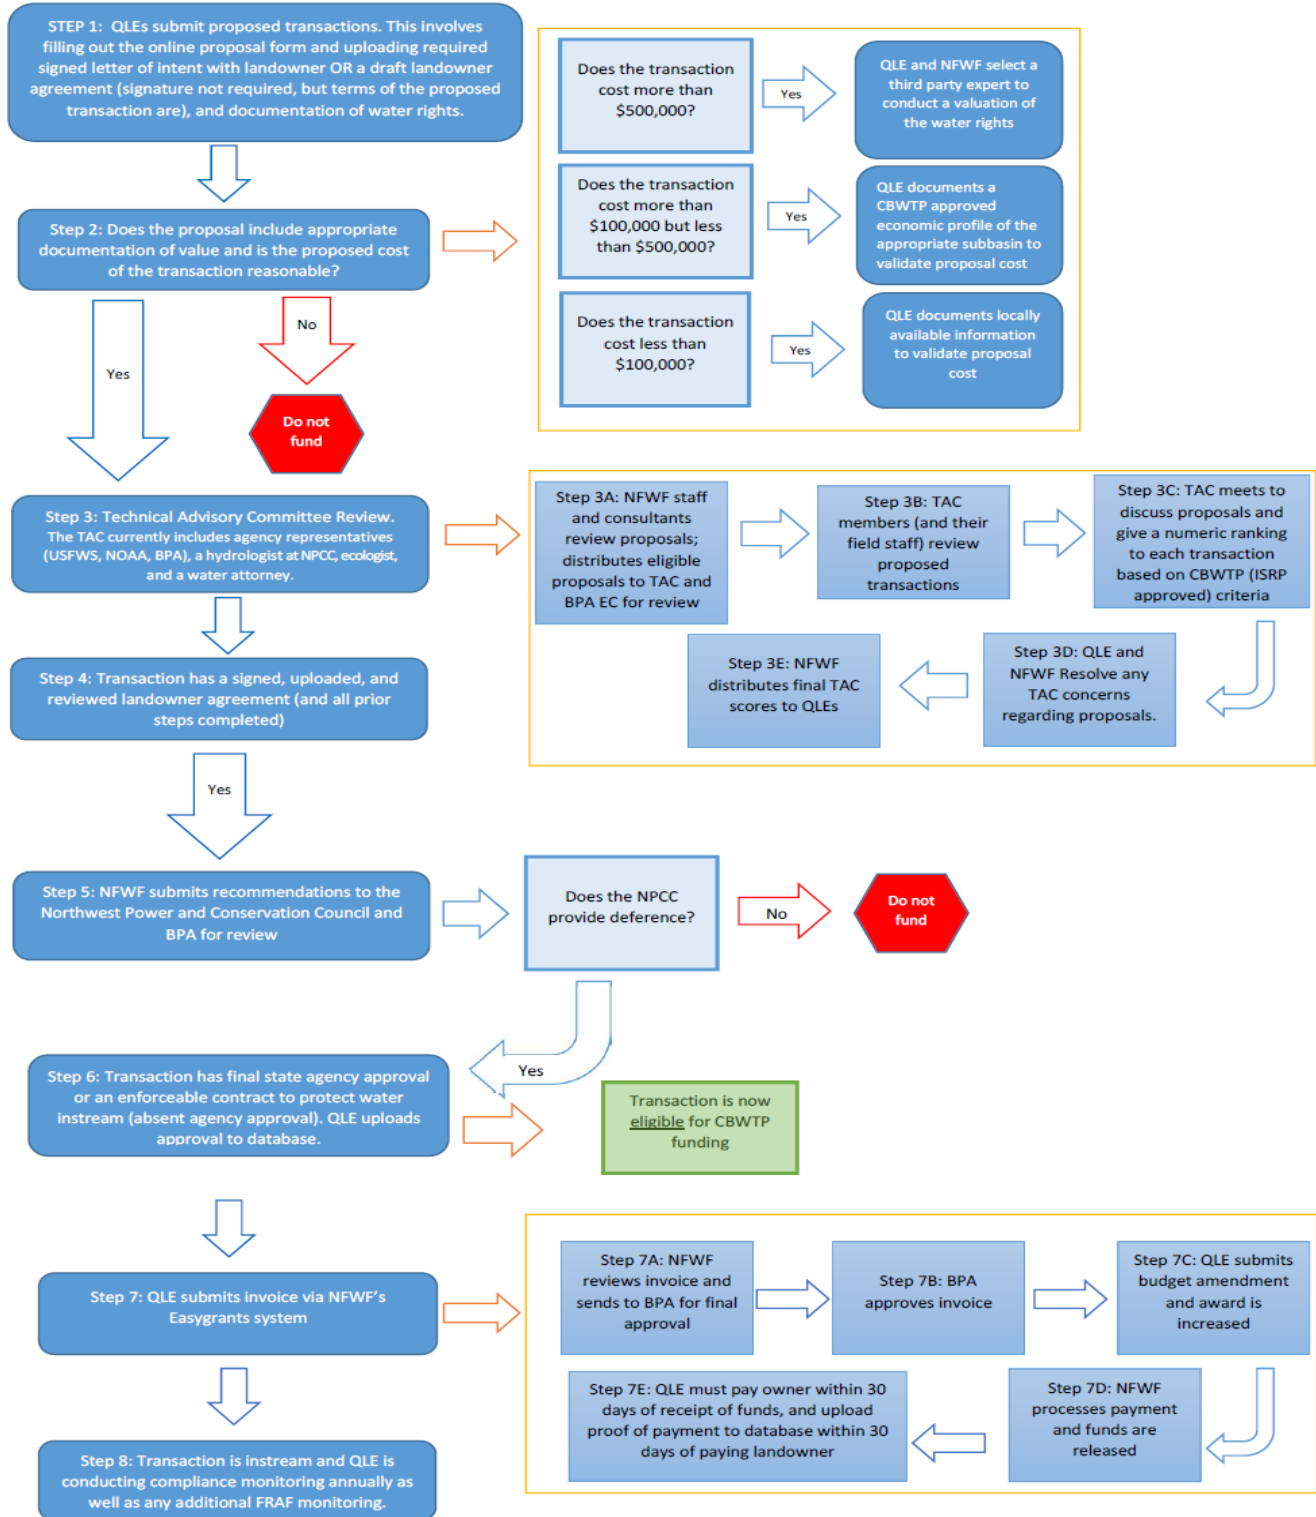 STEP 1: QLEs submit proposed transactions. This involves
filling out the online proposal form and uploading required
signed letter of intent with landowner OR a draft landowner
agreement (signature not required, but terms of the proposed
transaction are), and documentation of water rights.
Does the transaction
cost more than
$500,000?
Yes
QLE and NFWF select a
third party expert to
conduct a valuation of
the water rights
Step 2: Does the proposal include appropriate
documentation of value and is the proposed cost
of the transaction reasonable?
Does the transaction
cost more than
$100,000 but less
than $500,000?
Yes
QLE documents a
CBWTP approved
economic profile of the
appropriate subbasin to
validate proposal cost
Does the transaction
cost less than
$100,000?
Yes
QLE documents locally
available information
to validate proposal
cost
Yes
No
Do not
fund
Step 3: Technical Advisory Committee Review.
The TAC currently includes agency representatives
(USFWS, NOAA, BPA), a hydrologist at NPCC, ecologist,
and a water attorney.
Step 3A: NFWF staff
and consultants
review proposals;
distributes eligible
proposals to TAC and
BPA EC for review
Step 3B: TAC
members (and their
field staff) review
proposed
transactions
Step 3C: TAC meets to
discuss proposals and
give a numeric ranking
to each transaction
based on CBWTP (ISRP
approved) criteria
Step 3D: QLE and
NFWF Resolve any
TAC concerns
regarding proposals.
Step 3E: NFWF
distributes final TAC
scores to QLEs
Step 4: Transaction has a signed, uploaded, and
reviewed landowner agreement (and all prior
steps completed)
Yes
Step 5: NFWF submits recommendations to the
Northwest Power and Conservation Council and
BPA for review
Does the NPCC
provide deference?
No
Do not
fund
Yes
Step 6: Transaction has final state agency approval
or an enforceable contract to protect water
instream (absent agency approval). QLE uploads
approval to database.
Transaction is now
eligible for CBWTP
funding
Step 7: QLE submits invoice via NFWF's
Easygrants system
Step 7A: NFWF
reviews invoice and
sends to BPA for final
approval
Step 7B: BPA
approves invoice
Step 7C: QLE submits
budget amendment
and award is
increased
Step 7D: NFWF
processes payment
and funds are
released
Step 7E: QLE must pay owner within 30
days of receipt of funds, and upload
proof of payment to database within 30
days of paying landowner
Step 8: Transaction is instream and QLE is
conducting compliance monitoring annually as
well as any additional FRAF monitoring.